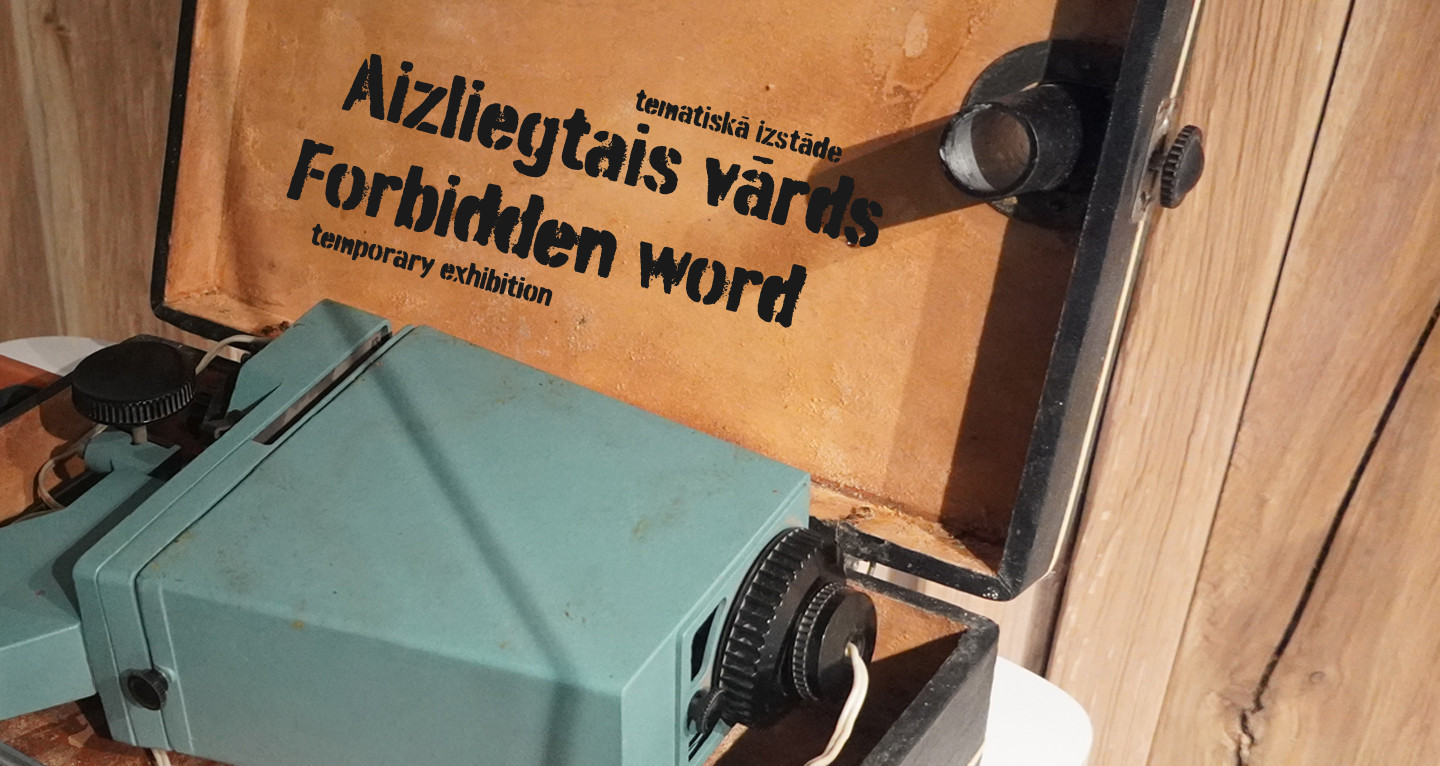 tematiskā izstāde
Aizliegtais vārds
Forbidden word
temporary exhibition